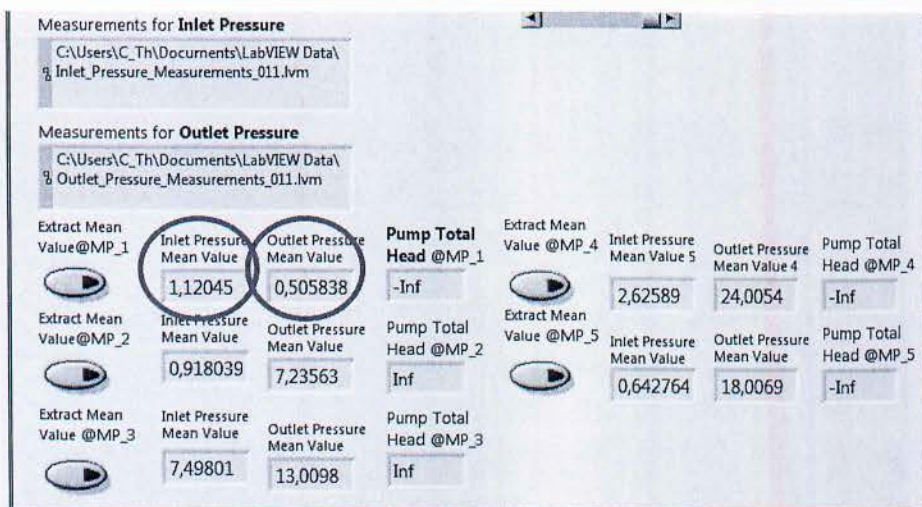 Measurements for Inlet Pressure
C:\Users\C_Th\Documents\LabVIEW Data\
Inlet_Pressure_Measurements_011.lvm
Measurements for Outlet Pressure
C:\Users\C_Th\Documents\LabVIEW Data\
Outlet_Pressure_Measurements_011.lvm
Extract Mean
Value@MP_1
Inlet Pressure
Mean Value
1,12045
Outlet Pressure
Mean Value
0,505838
Pump Total
Head @MP_1
-Inf
Extract Mean
Value@MP_2
Inlet Pressure
Mean Value
0,918039
Outlet Pressure
Mean Value
7,23563
Pump Total
Head @MP_2
Inf
Extract Mean
Value @MP_3
Inlet Pressure
Mean Value
7,49801
Outlet Pressure
Mean Value
13,0098
Pump Total
Head @MP_3
Inf
Extract Mean
Value @MP_4
Inlet Pressure
Mean Value 5
2,62589
Outlet Pressure
Mean Value 4
24,0054
Pump Total
Head @MP_4
-Inf
Extract Mean
Value @MP_5
Inlet Pressure
Mean Value
0,642764
Outlet Pressure
Mean Value
18,0069
Pump Total
Head @MP_5
-Inf